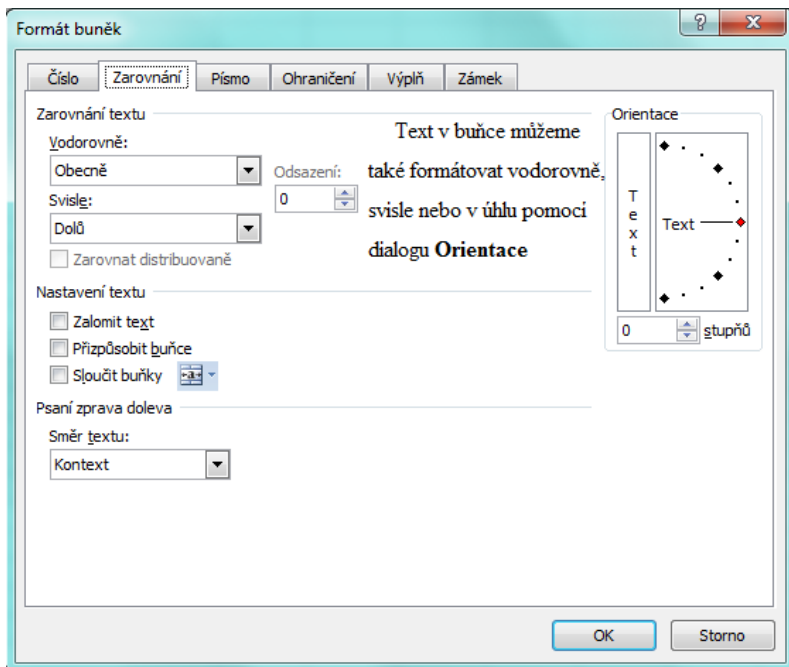 Formát buněk
Číslo Zarovnání Písmo Ohraničení Výplň Zámek
Zarovnání textu
Vodorovně:
Obecně
Odsazení:
0
Svisle:
Dolů
Zarovnat distribuovaně
Text v buňce můžeme
také formátovat vodorovně,
svisle nebo v úhlu pomocí
dialogu Orientace
Orientace
T
e
x
t
Text
0 stupňů
Nastavení textu
Zalomit text
Přizpůsobit buňce
Sloučit buňky a
Psaní zprava doleva
Směr textu:
Kontext
OK Storno